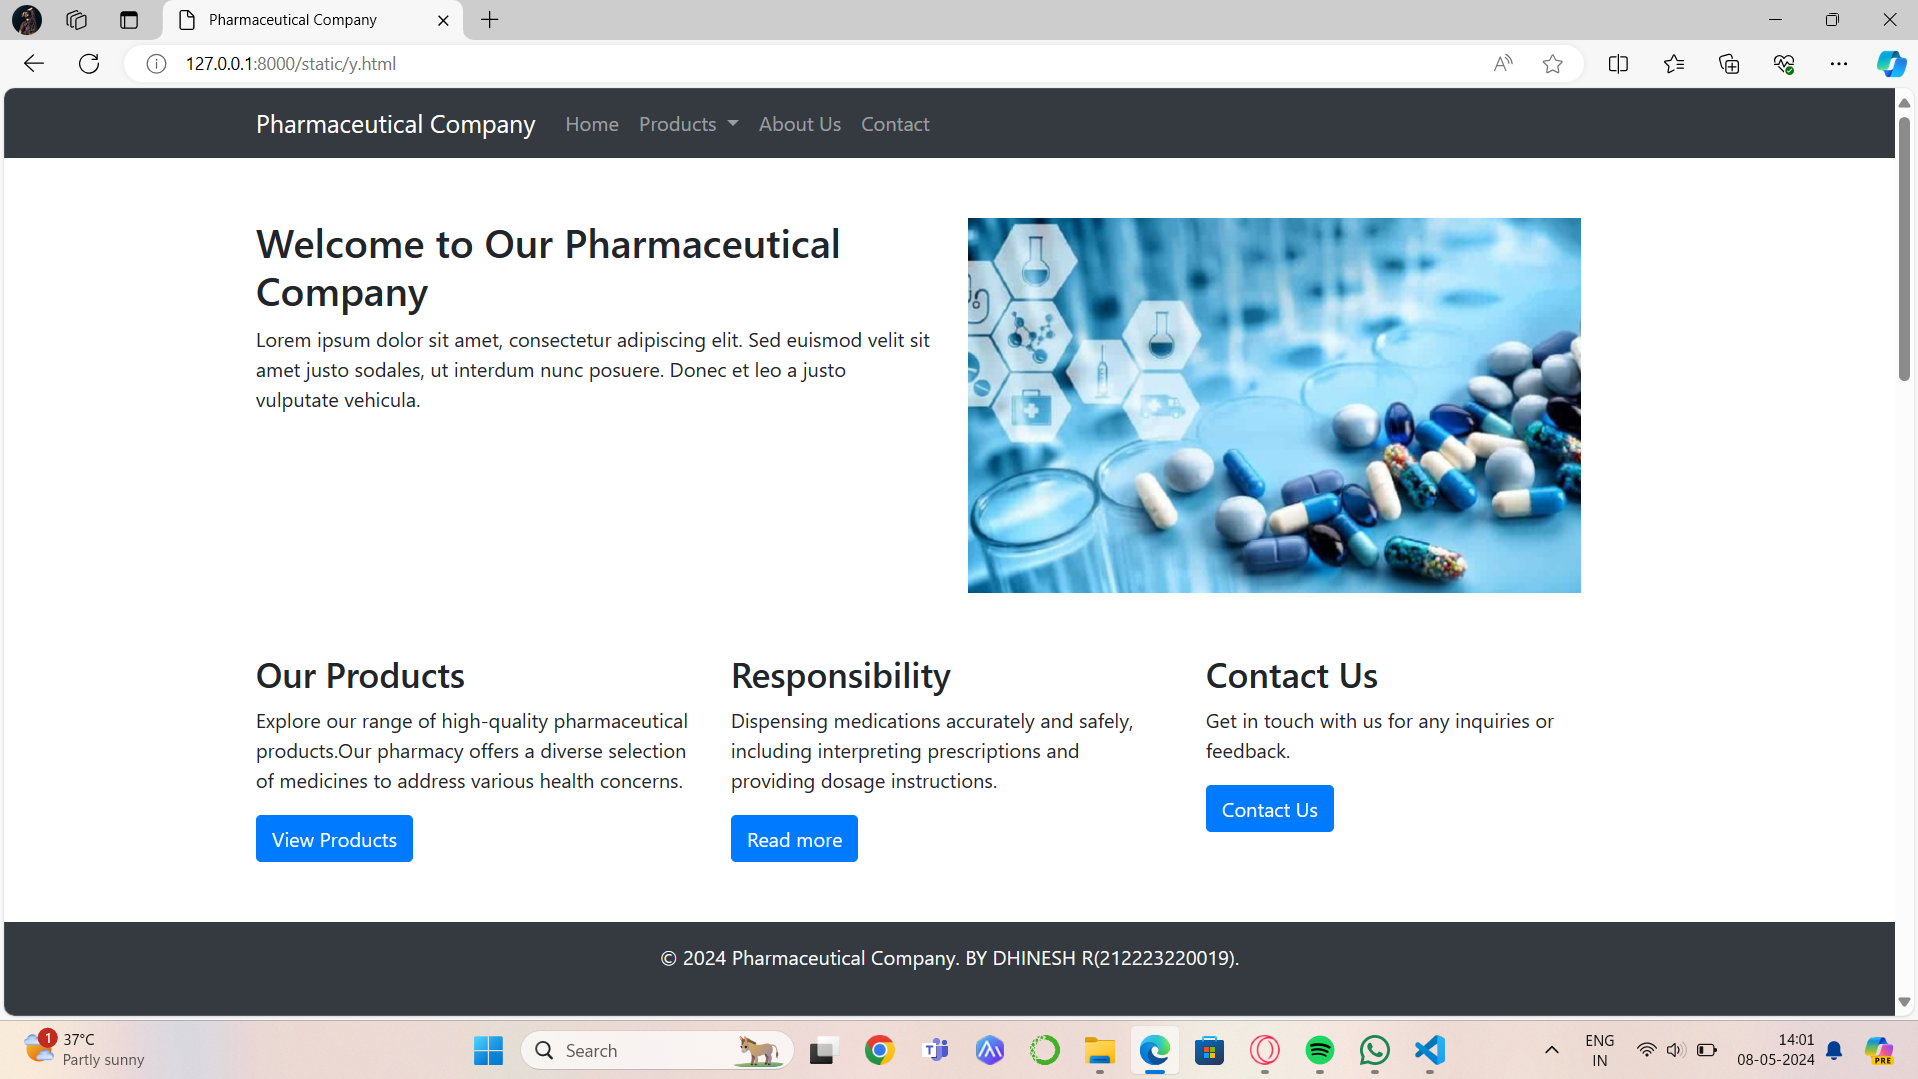 Pharmaceutical Company
127.0.0.1:8000/static/y.html
Pharmaceutical Company Home Products About Us Contact
Welcome to Our Pharmaceutical
Company
Lorem ipsum dolor sit amet, consectetur adipiscing elit. Sed euismod velit sit
amet justo sodales, ut interdum nunc posuere. Donec et leo a justo
vulputate vehicula.
Our Products
Explore our range of high-quality pharmaceutical
products.Our pharmacy offers a diverse selection
of medicines to address various health concerns.
View Products
Responsibility
Dispensing medications accurately and safely,
including interpreting prescriptions and
providing dosage instructions.
Read more
Contact Us
Get in touch with us for any inquiries or
feedback.
Contact Us
© 2024 Pharmaceutical Company. BY DHINESH R(212223220019).
1
37°C
Partly sunny
Search
ENG
IN
14:01
08-05-2024
PRE